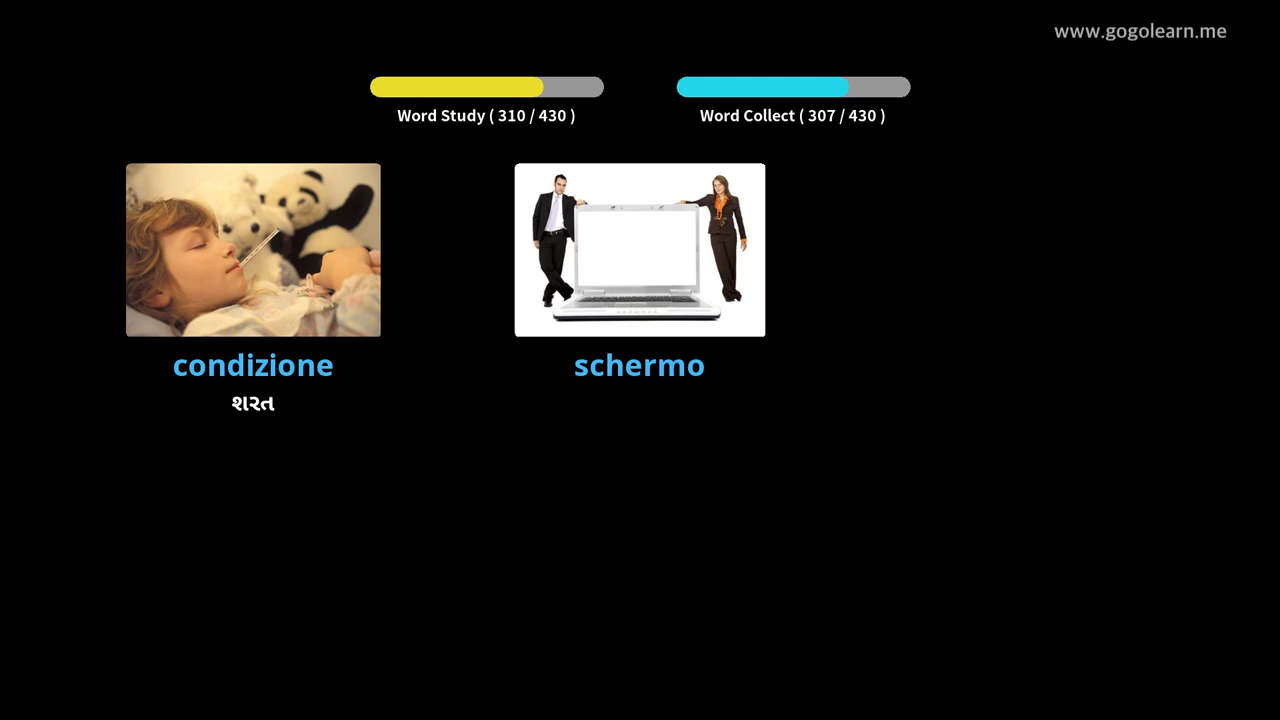 www.gogolearn.me
Word Study ( 310 / 430 )
Word Collect ( 307 / 430 )
condizione
schermo
શરત